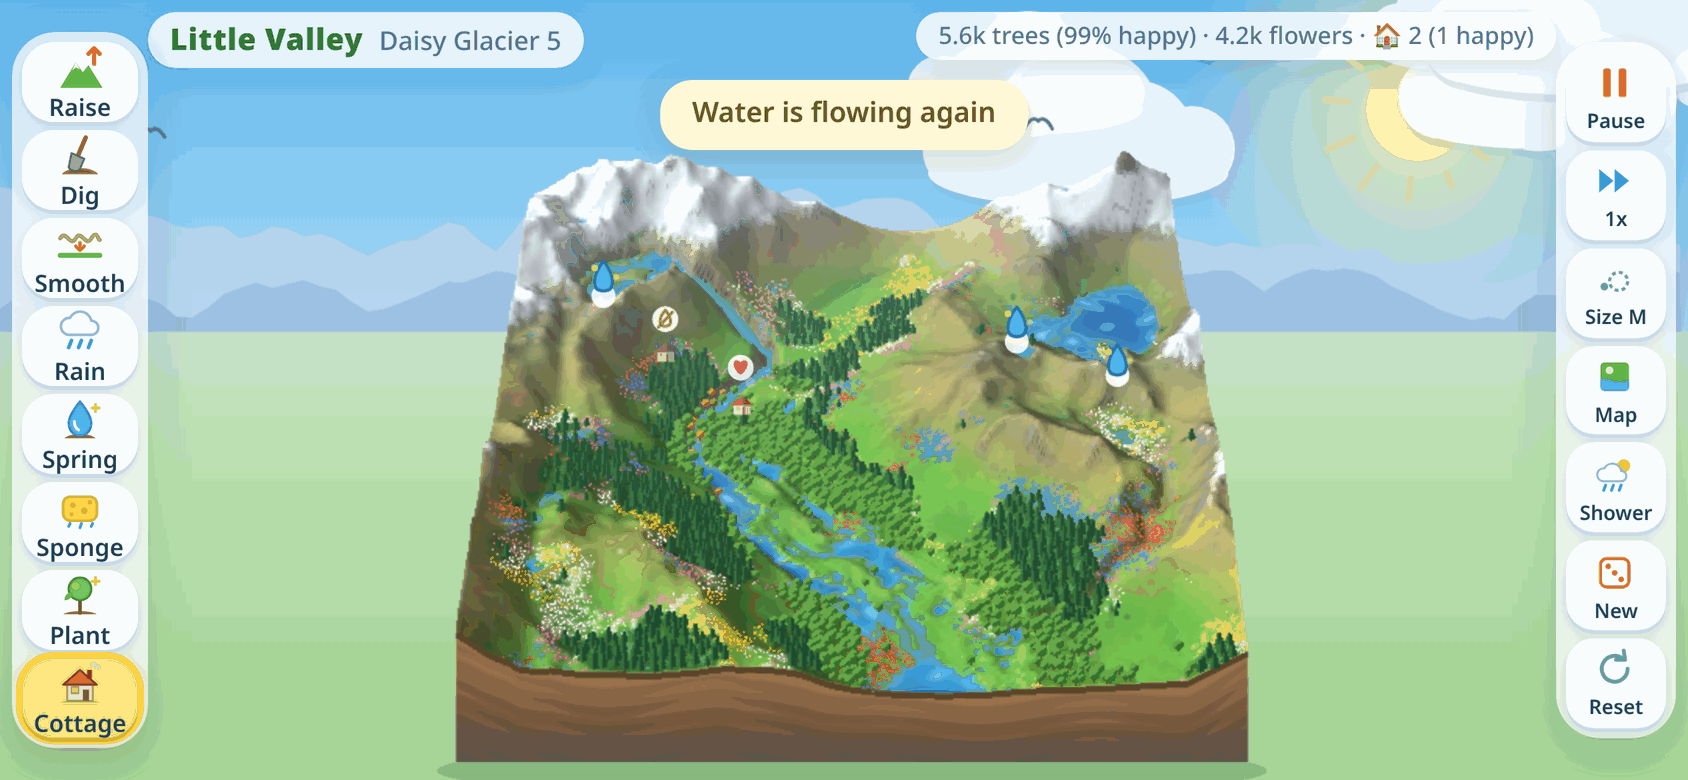 Little Valley Daisy Glacier 5
5.6k trees (99% happy) · 4.2k flowers · 🏠 2 (1 happy)
Water is flowing again
Raise
Dig
Smooth
Rain
Spring
Sponge
Plant
Cottage
Pause
1x
Size M
Map
Shower
New
Reset